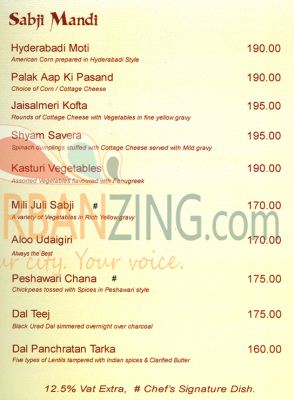 Sabji Mandi
Hyderabadi Moti 190.00
American Corn prepared in Hyderabadi Style
Palak Aap Ki Pasand 190.00
Choice of Corn / Cottage Cheese
Jaisalmeri Kofta 195.00
Rounds of Cottage Cheese with Vegetables in fine yellow gravy
Shyam Savera 195.00
Spinach dumplings stuffed with Cottage Cheese served with Mild gravy
Kasturi Vegetables 190.00
Assorted Vegetables flavoured with Fenugreek
Mili Juli Sabji # 170.00
A variety of Vegetables in Rich Yellow gravy
RBANZING.com
Aloo Udaigiri 170.00
Always the Best
your city. Your voice.
Peshawari Chana # 175.00
Chickpeas tossed with Spices in Peshawari style
Dal Teej 175.00
Black Urad Dal simmered overnight over charcoal
Dal Panchratan Tarka 160.00
Five types of Lentils tampered with Indian spices & Clarified Butter
12.5% Vat Extra, # Chef's Signature Dish.